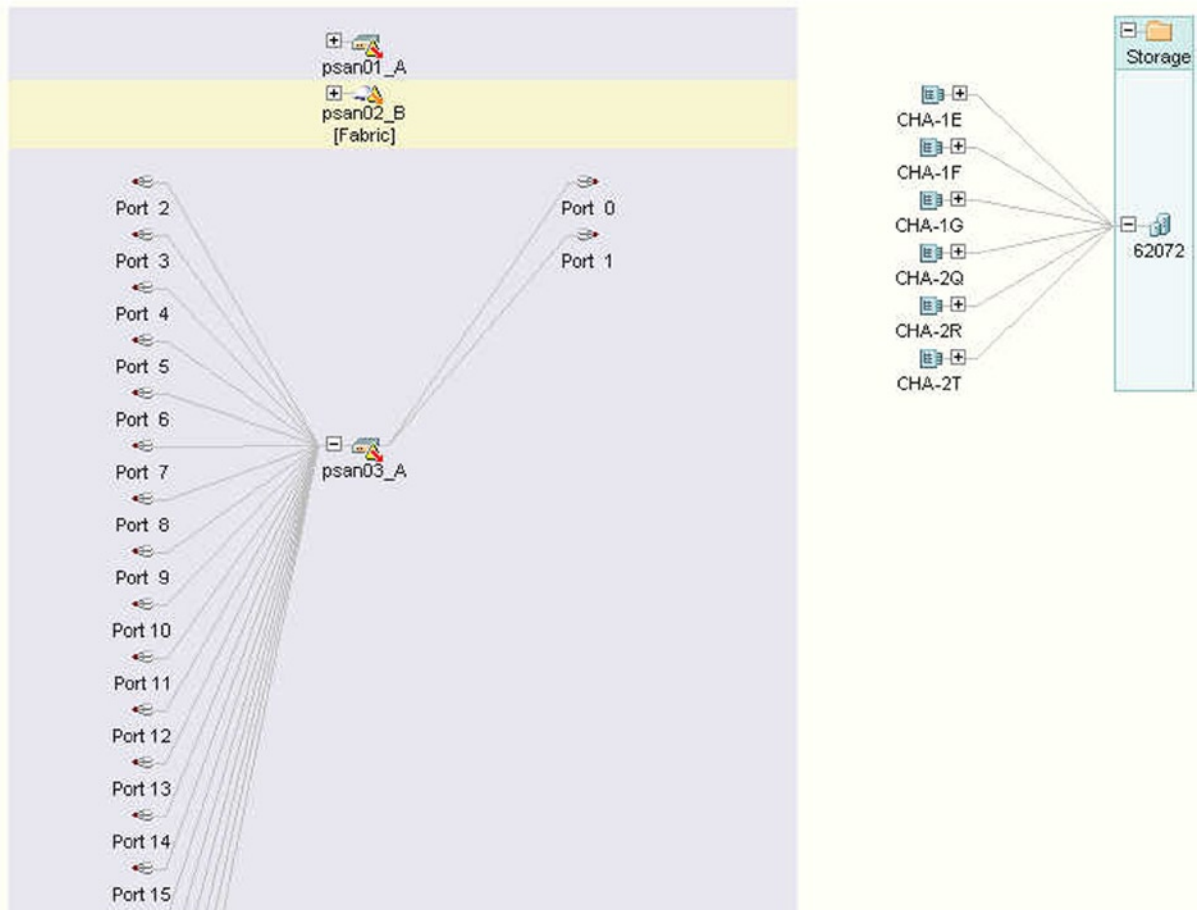 psan01_A
psan02_B
[Fabric]
Port 2
Port 3
Port 4
Port 5
Port 6
Port 7
Port 8
Port 9
Port 10
Port 11
Port 12
Port 13
Port 14
Port 15
psan03_A
Port 0
Port 1
CHA-1E
CHA-1F
CHA-1G
CHA-2Q
CHA-2R
CHA-2T
Storage
62072